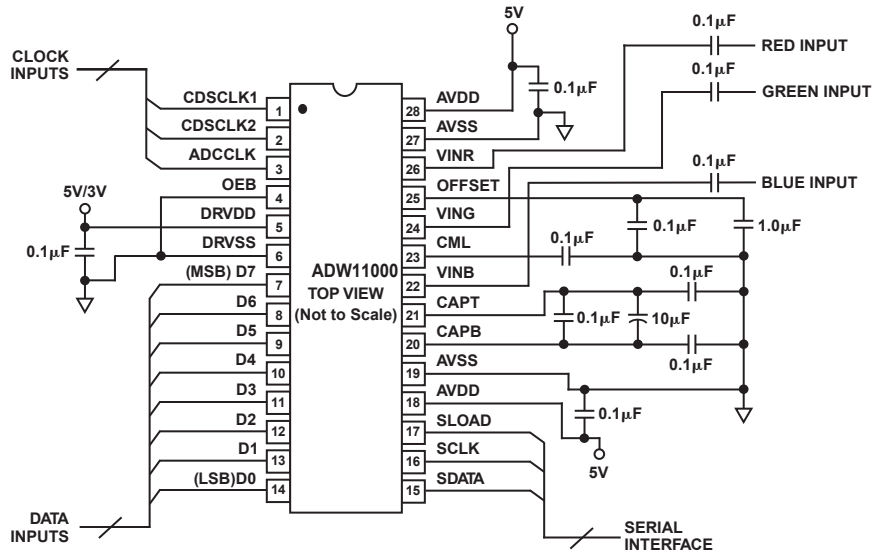 5V
0.1µF
RED INPUT
0.1µF
GREEN INPUT
CLOCK
INPUTS
0.1µF
CDSCLK1
1
28
AVDD
CDSCLK2
2
27
AVSS
ADCCLK
3
26
VINR
0.1µF
BLUE INPUT
OEB
4
25
OFFSET
5V/3V
DRVDD
5
24
VING
0.1µF
1.0µF
0.1µF
DRVSS
6
23
CML
0.1µF
(MSB) D7
7
ADW11000
TOP VIEW
(Not to Scale)
22
VINB
D6
8
21
CAPT
0.1µF
0.1µF
10µF
D5
9
20
CAPB
0.1µF
D4
10
19
AVSS
D3
11
18
AVDD
0.1µF
D2
12
17
SLOAD
D1
13
16
SCLK
5V
(LSB)D0
14
15
SDATA
DATA
INPUTS
SERIAL
INTERFACE